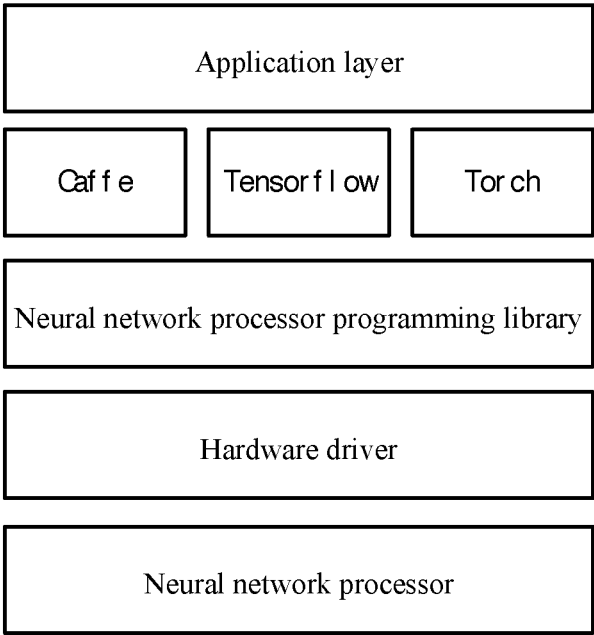 Application layer
Caffe
Tensorflow
Torch
Neural network processor programming library
Hardware driver
Neural network processor